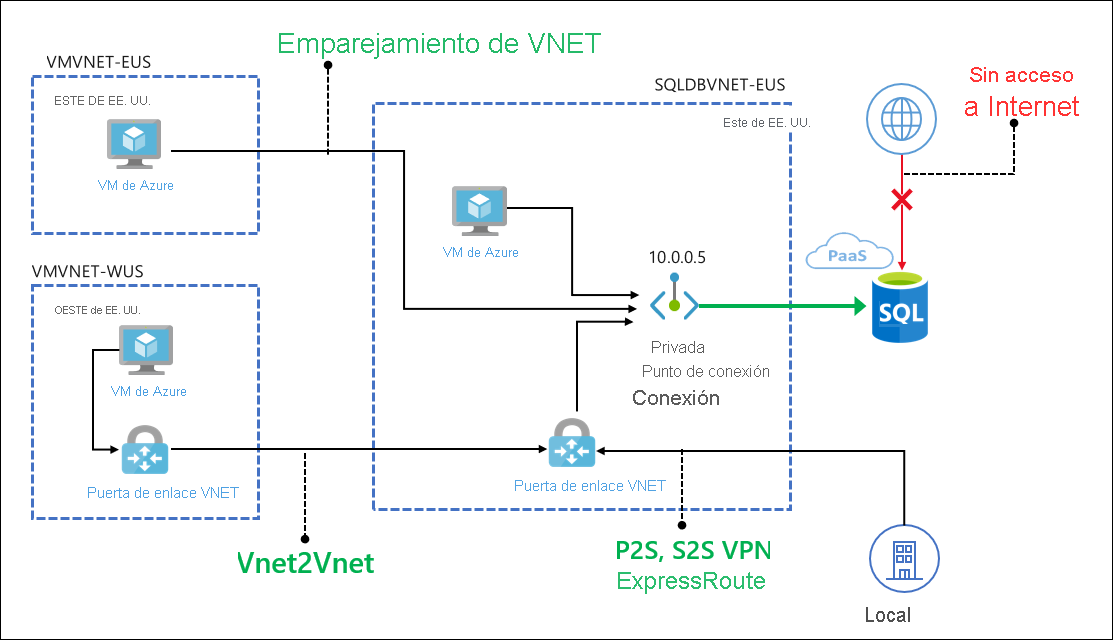 Emparejamiento de VNET
VMVNET-EUS
ESTE DE EE. UU.
VM de Azure
SQLDBVNET-EUS
Este de EE. UU.
VM de Azure
10.0.0.5
Privada
Punto de conexión
Conexión
Sin acceso
a Internet
PaaS
SQL
VMVNET-WUS
OESTE de EE. UU.
VM de Azure
Puerta de enlace VNET
Puerta de enlace VNET
Vnet2Vnet
P2S, S2S VPN
ExpressRoute
Local